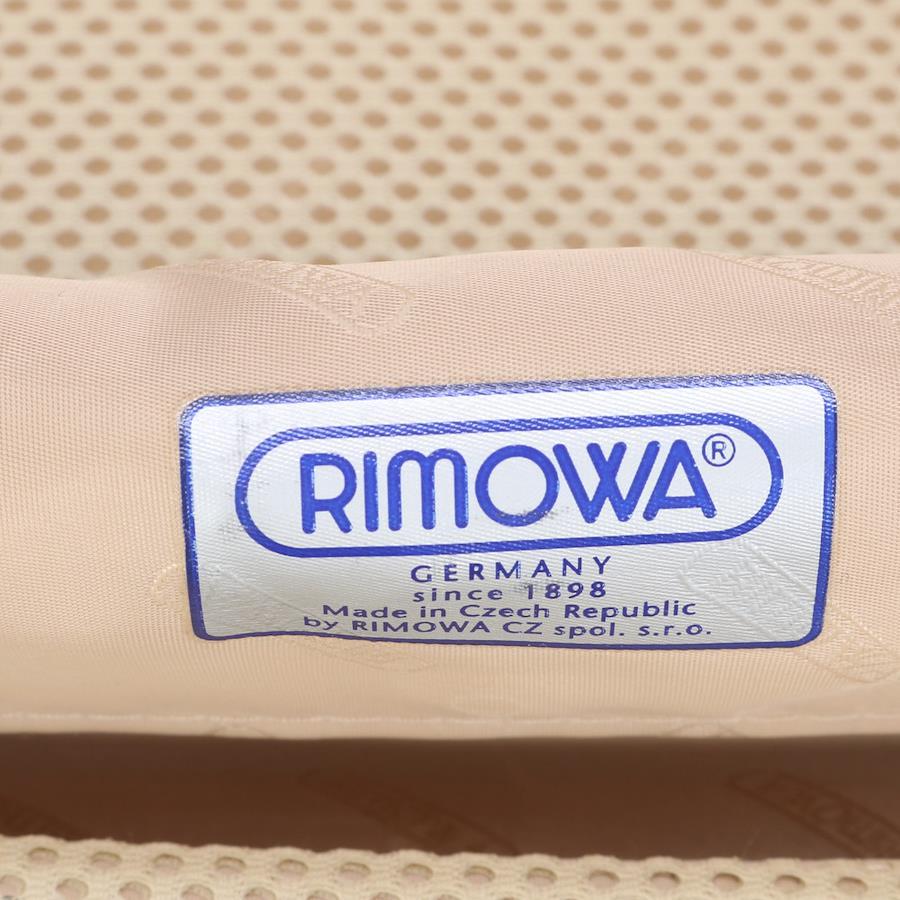 RIMOWA®
GERMANY
since 1898
Made in Czech Republic
by RIMOWA CZ spol. s.r.o.